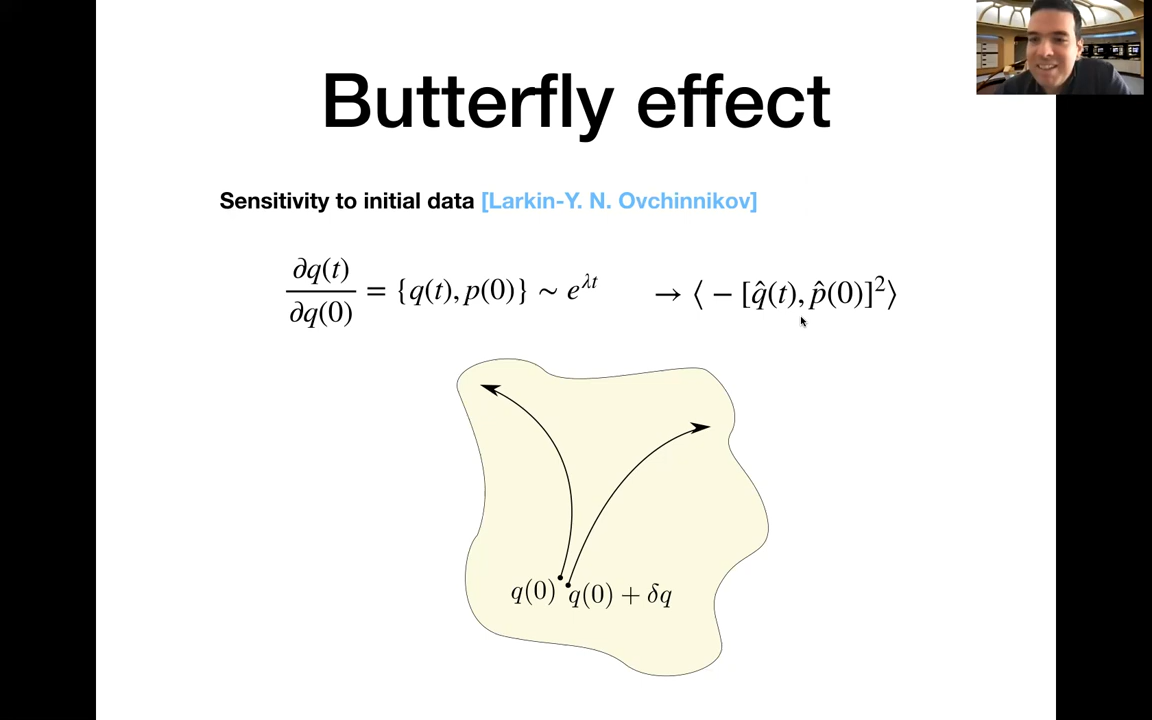 Butterfly effect
Sensitivity to initial data [Larkin-Y. N. Ovchinnikov]
∂q(t)/∂q(0) = {q(t), p(0)} ∼ e^{λt} → ⟨ − [q̂(t), p̂(0)]²⟩
q(0) q(0) + δq